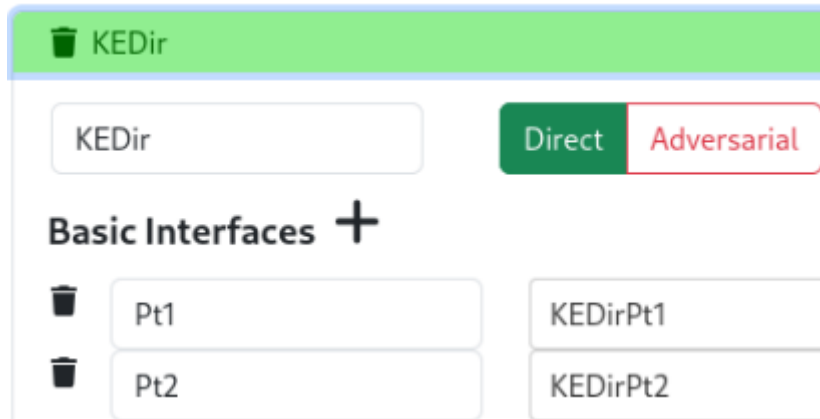 KEDir
KEDir Direct Adversarial
Basic Interfaces +
Pt1 KEDirPt1
Pt2 KEDirPt2